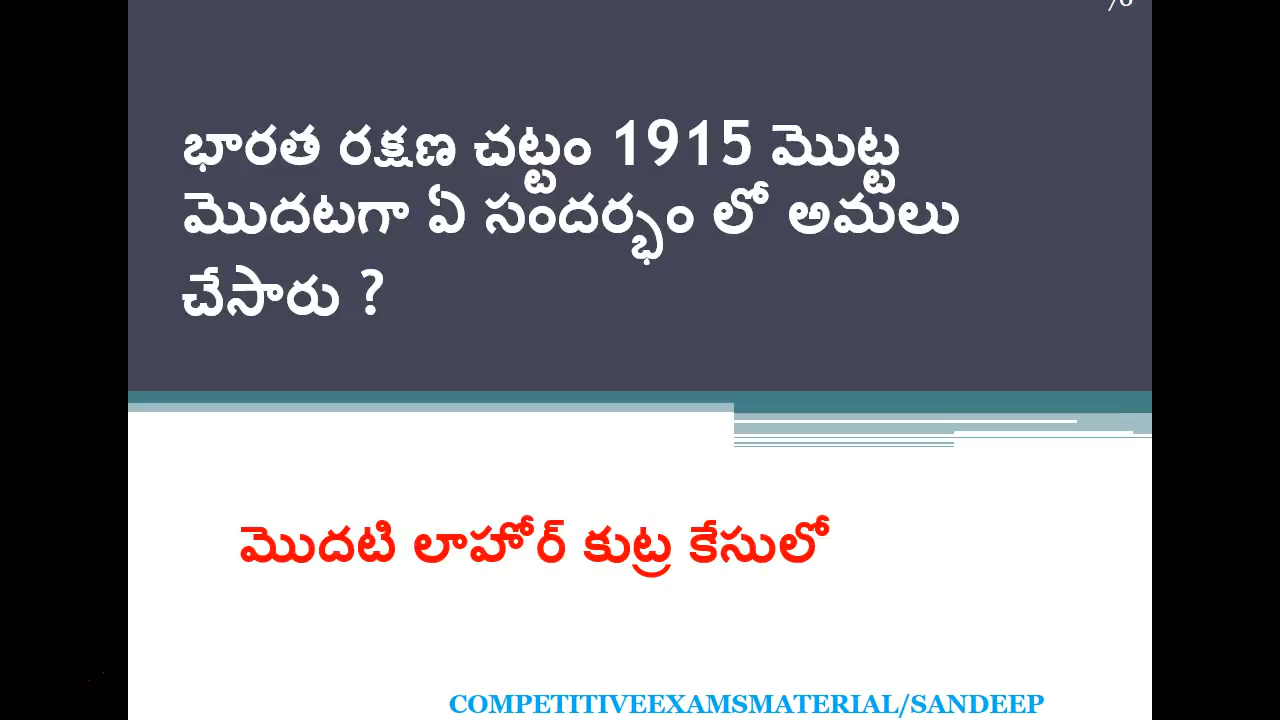 భారత రక్షణ చట్టం 1915 మొట్ట
మొదటగా ఏ సందర్భం లో అమలు
చేసారు ?
మొదటి లాహోర్ కుట్ర కేసులో
COMPETITIVEEXAMSMATERIAL/SANDEEP